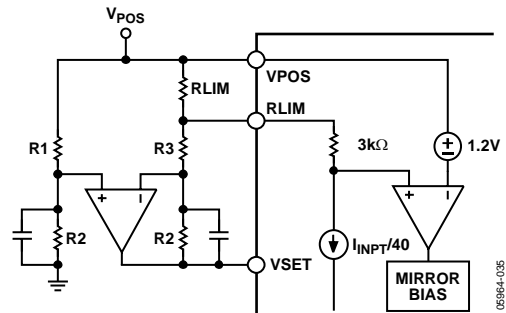 VPOS
VPOS
RLIM
RLIM
R1
R3
3kΩ
1.2V
+
–
+
–
±
R2
R2
IINPT/40
VSET
MIRROR
BIAS
05964-035